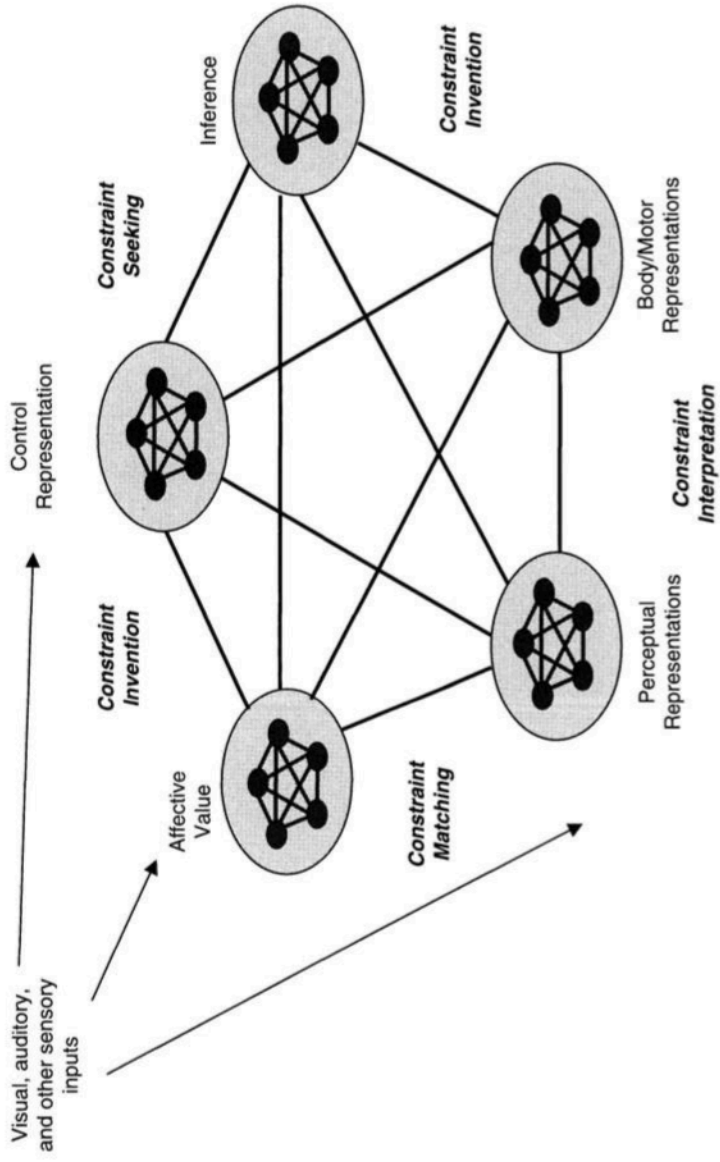 Visual, auditory,
and other sensory
inputs
Control
Representation
Constraint
Invention
Constraint
Seeking
Affective
Value
Inference
Constraint
Matching
Constraint
Invention
Perceptual
Representations
Body/Motor
Representations
Constraint
Interpretation